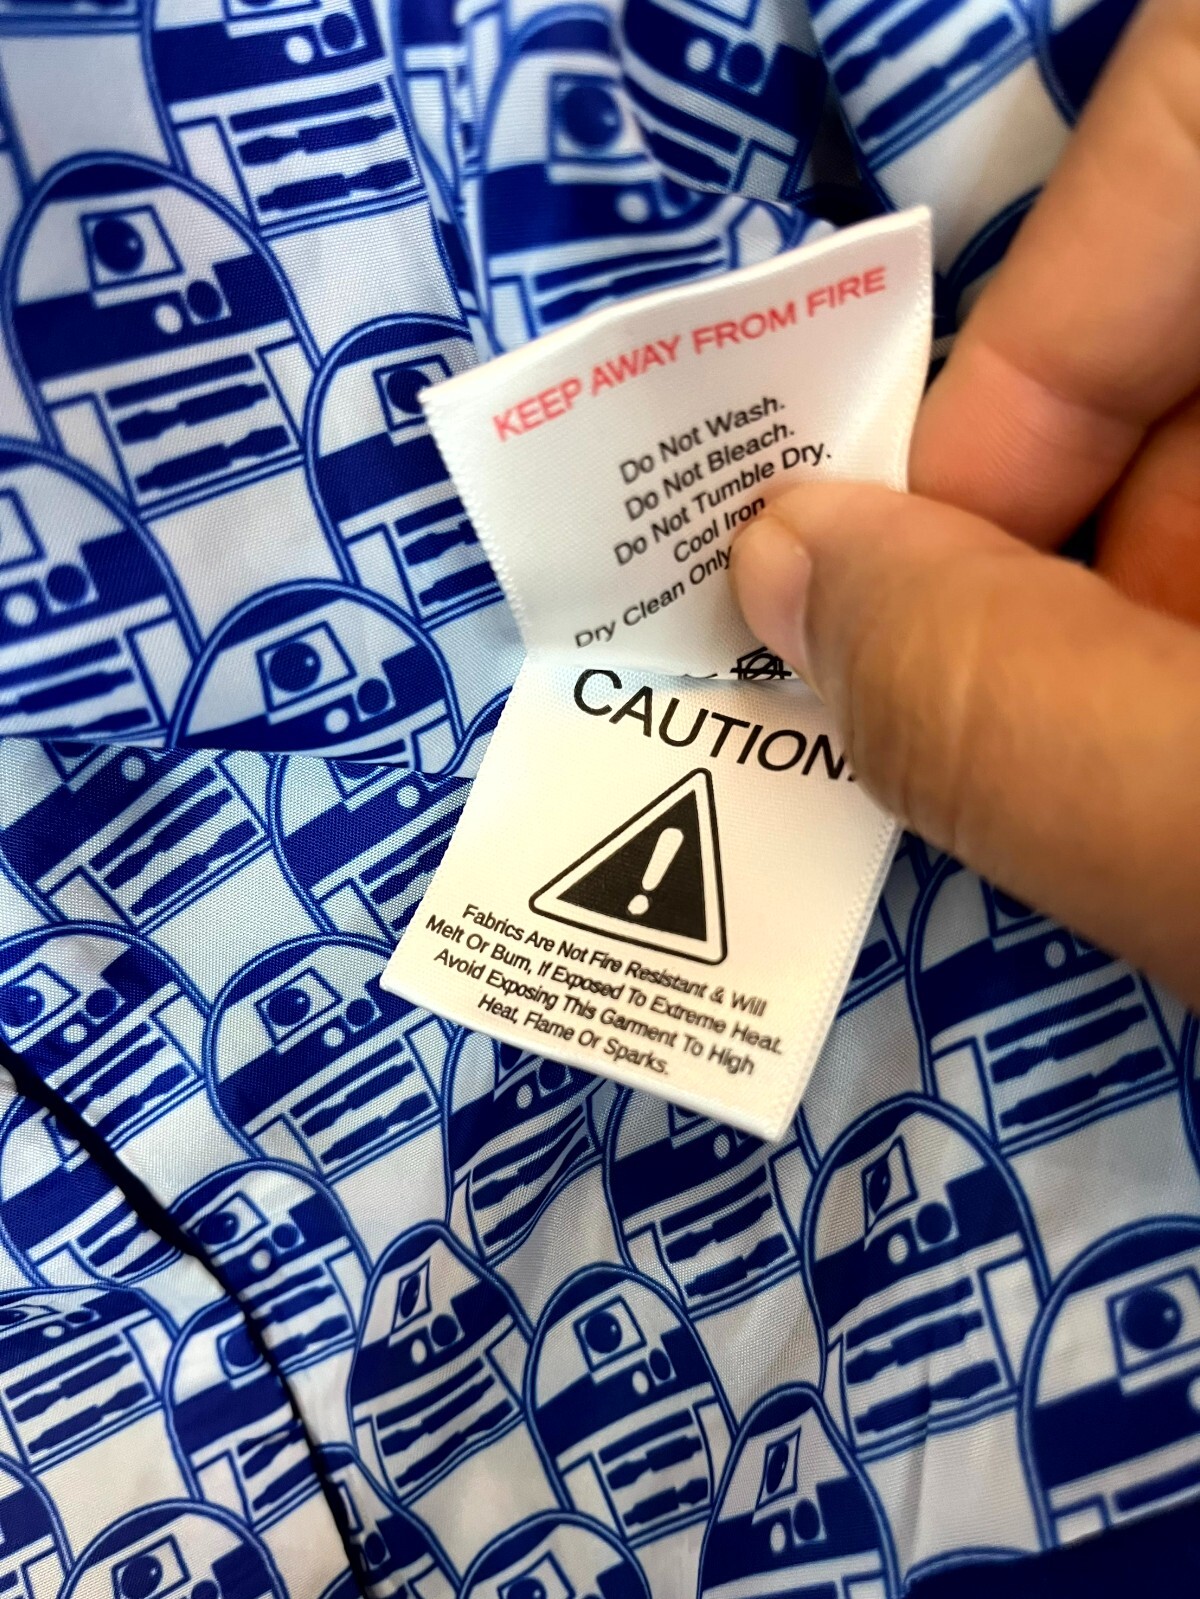 KEEP AWAY FROM FIRE
Do Not Wash.
Do Not Bleach.
Do Not Tumble Dry.
Cool Iron
Dry Clean Only
CAUTION
Fabrics Are Not Fire Resistant & Will
Melt Or Burn, If Exposed To Extreme Heat.
Avoid Exposing This Garment To High
Heat, Flame Or Sparks.